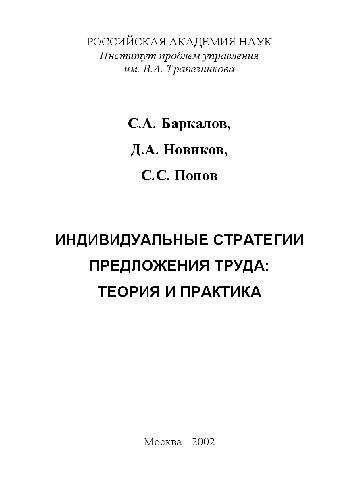 РОССИЙСКАЯ АКАДЕМИЯ НАУК
Институт проблем управления
им. В.А. Трапезникова
С.А. Баркалов,
Д.А. Новиков,
С.С. Попов
ИНДИВИДУАЛЬНЫЕ СТРАТЕГИИ
ПРЕДЛОЖЕНИЯ ТРУДА:
ТЕОРИЯ И ПРАКТИКА
Москва - 2002